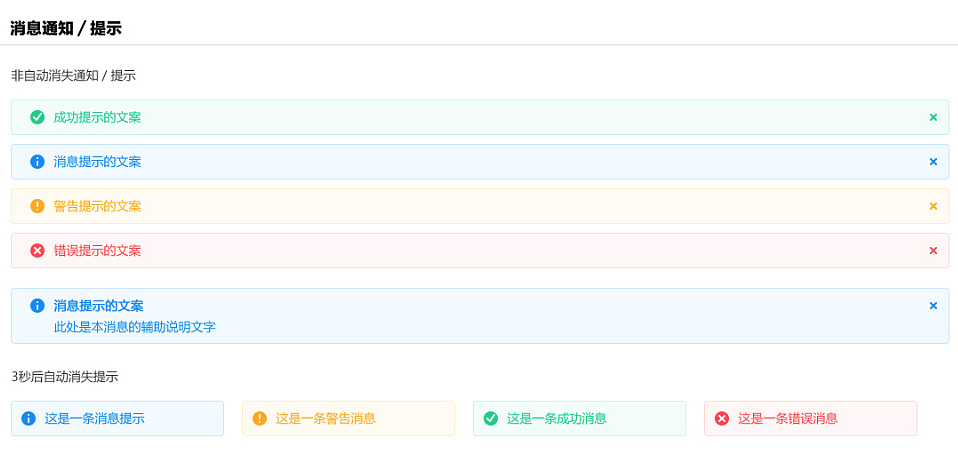 消息通知 / 提示
非自动消失通知 / 提示
成功提示的文案
消息提示的文案
警告提示的文案
错误提示的文案
消息提示的文案
此处是本消息的辅助说明文字
3秒后自动消失提示
这是一条消息提示 这是一条警告消息 这是一条成功消息 这是一条错误消息